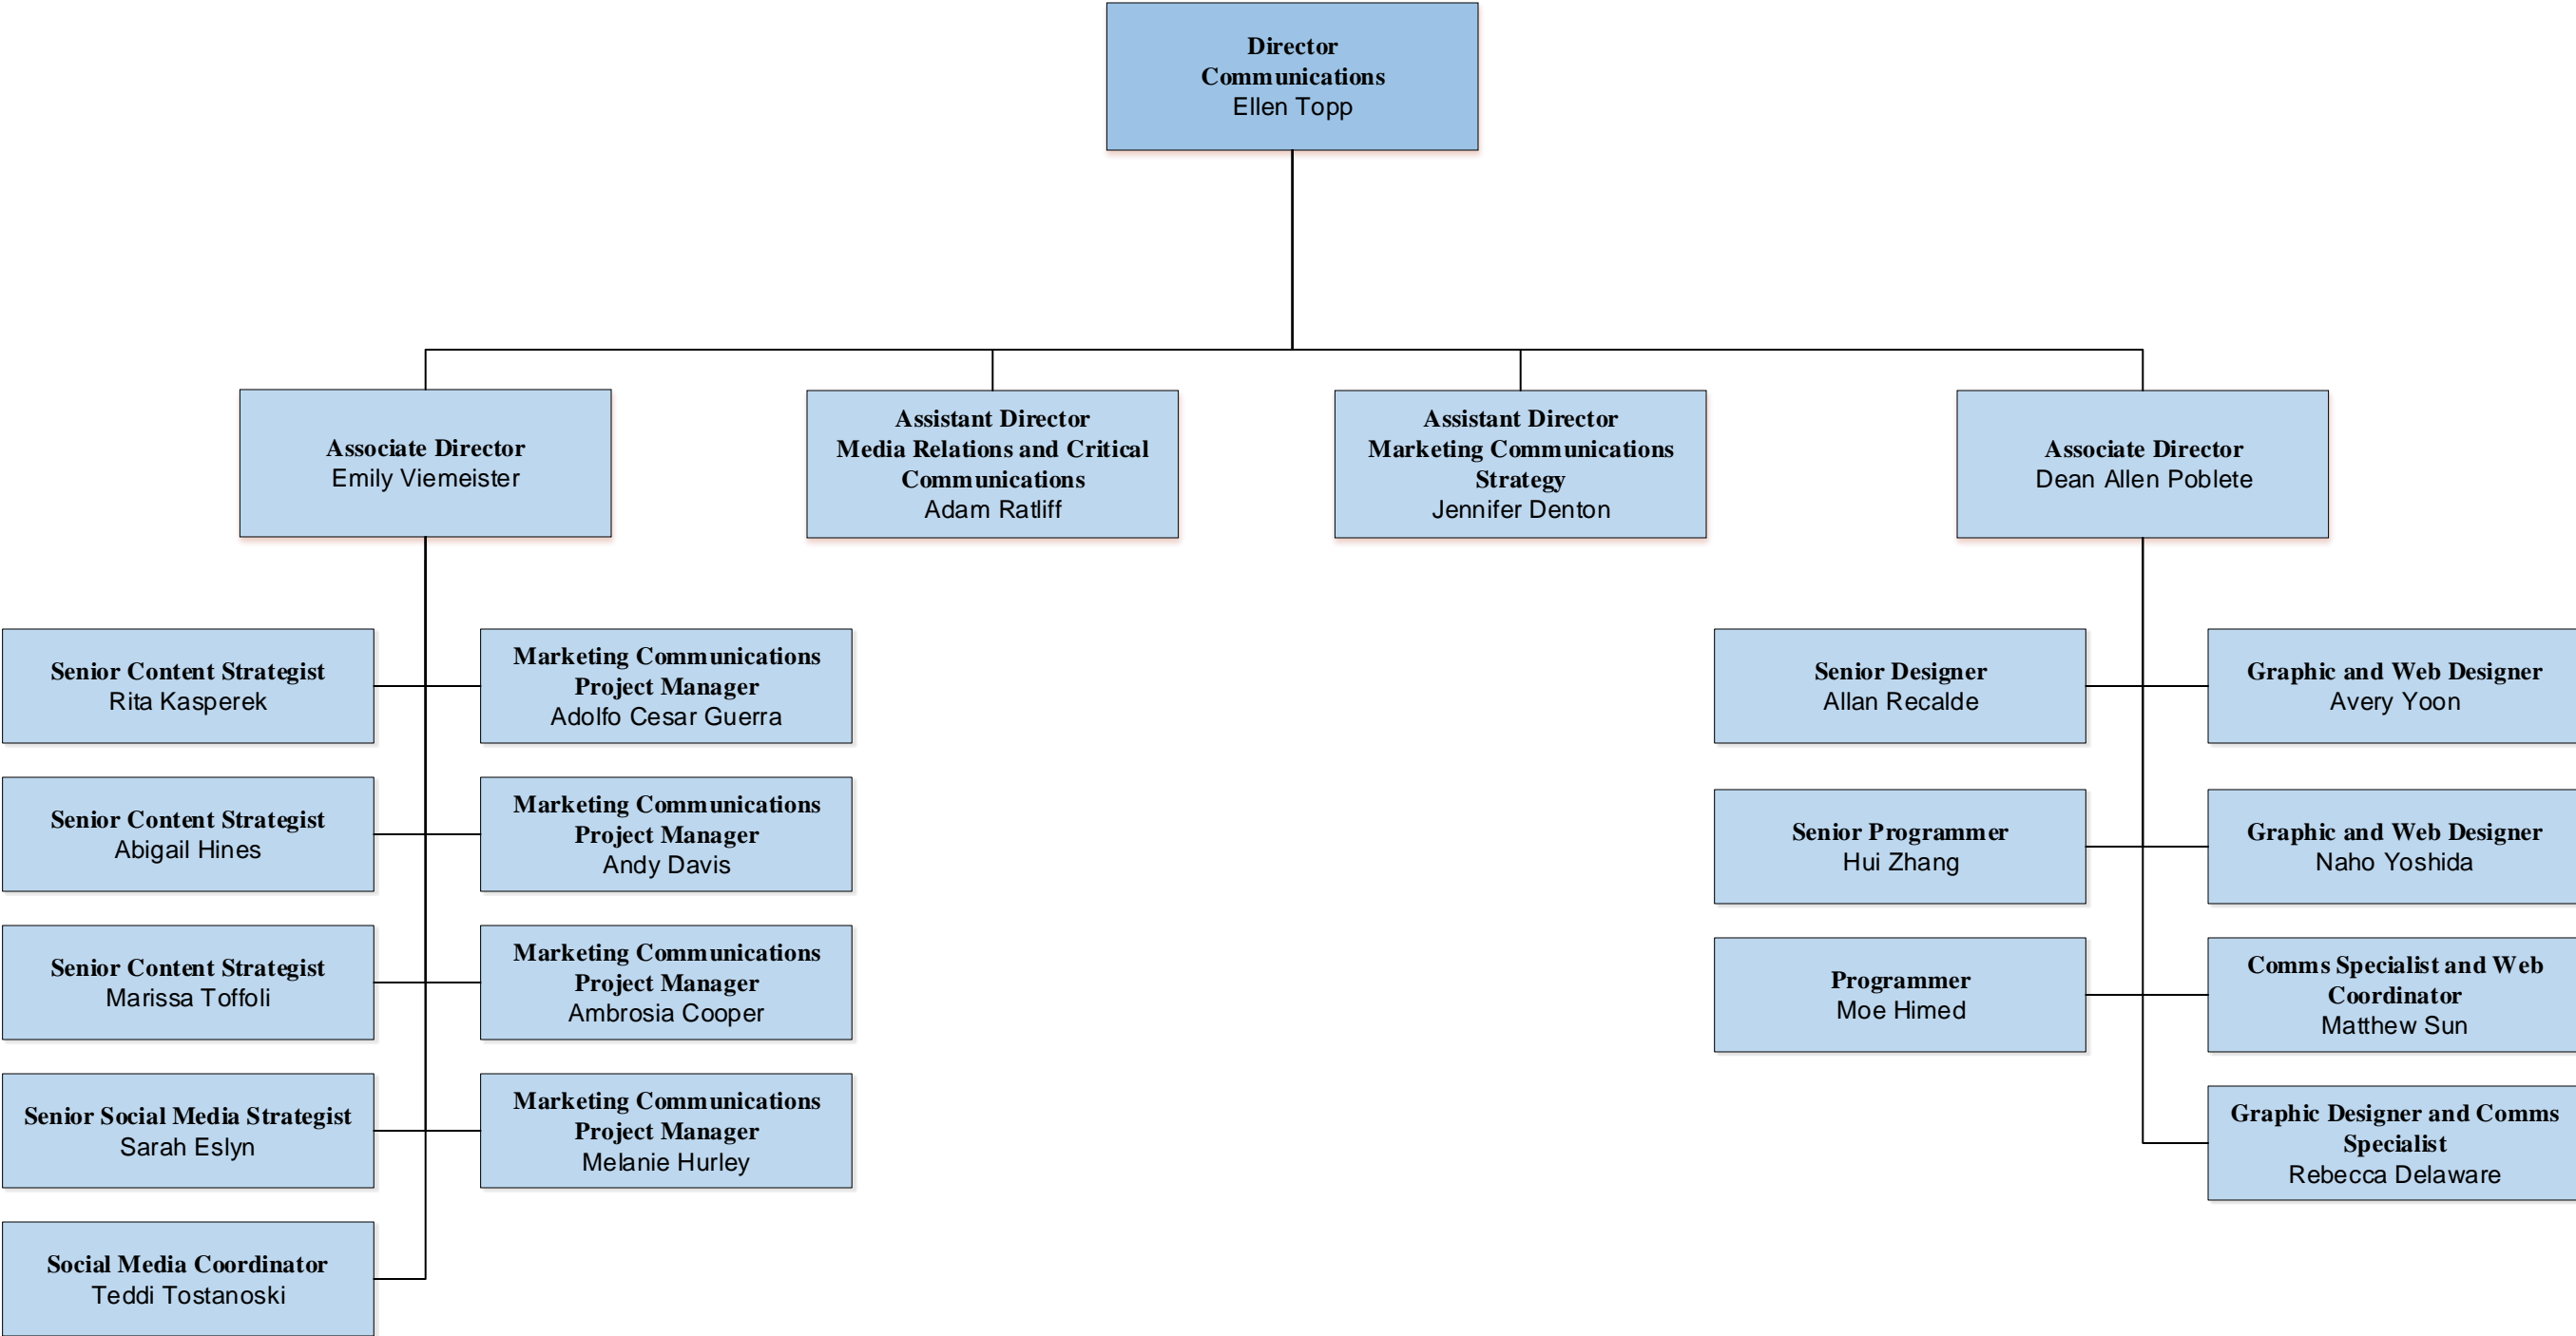 Director
Communications
Ellen Topp
Associate Director
Emily Viemeister
Assistant Director
Media Relations and Critical
Communications
Adam Ratliff
Assistant Director
Marketing Communications
Strategy
Jennifer Denton
Associate Director
Dean Allen Poblete
Senior Content Strategist
Rita Kasperek
Marketing Communications
Project Manager
Adolfo Cesar Guerra
Senior Content Strategist
Abigail Hines
Marketing Communications
Project Manager
Andy Davis
Senior Content Strategist
Marissa Toffoli
Marketing Communications
Project Manager
Ambrosia Cooper
Senior Social Media Strategist
Sarah Eslyn
Marketing Communications
Project Manager
Melanie Hurley
Social Media Coordinator
Teddi Tostanoski
Senior Designer
Allan Recalde
Graphic and Web Designer
Avery Yoon
Senior Programmer
Hui Zhang
Graphic and Web Designer
Naho Yoshida
Programmer
Moe Himed
Comms Specialist and Web
Coordinator
Matthew Sun
Graphic Designer and Comms
Specialist
Rebecca Delaware